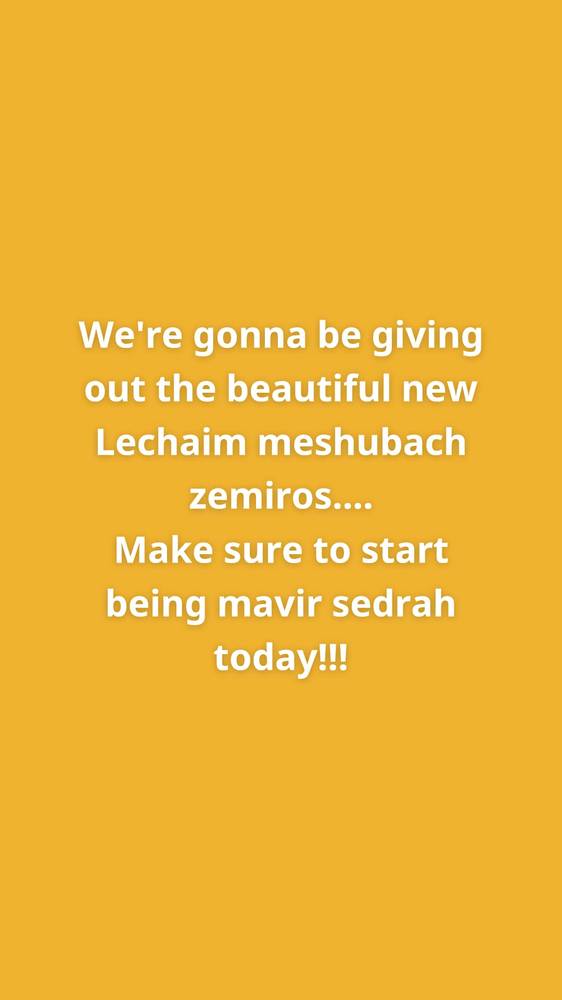 We're gonna be giving
out the beautiful new
Lechaim meshubach
zemiros....
Make sure to start
being mavir sedrah
today!!!